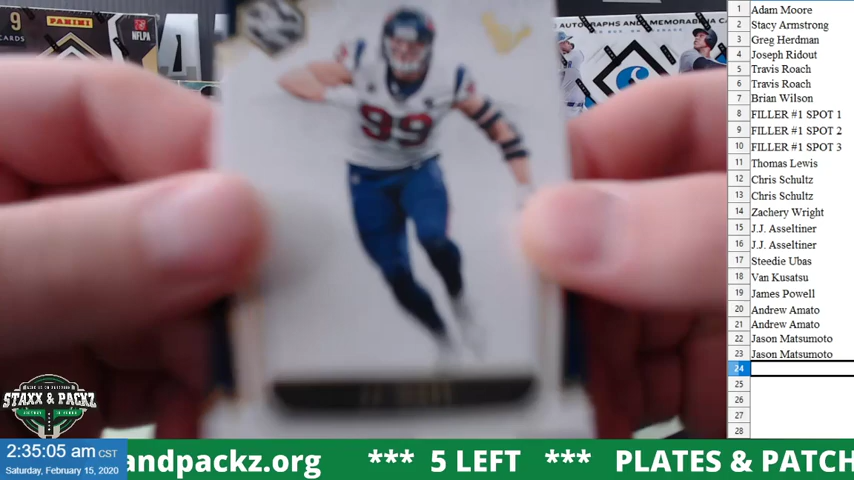 9
CARDS
PANINI
NFLPA
AUTOGRAPHS AND MEMORABILIA
99
1 Adam Moore
2 Stacy Armstrong
3 Greg Herdman
4 Joseph Ridout
5 Travis Roach
6 Travis Roach
7 Brian Wilson
8 FILLER #1 SPOT 1
9 FILLER #1 SPOT 2
10 FILLER #1 SPOT 3
11 Thomas Lewis
12 Chris Schultz
13 Chris Schultz
14 Zachery Wright
15 J.J. Asseltiner
16 J.J. Asseltiner
17 Steedie Ubas
18 Van Kusatsu
19 James Powell
20 Andrew Amato
21 Andrew Amato
22 Jason Matsumoto
23 Jason Matsumoto
24
25
26
27
28
STAXX & PACKZ
2:35:05 am CST
Saturday, February 15, 2020
andpackz.org *** 5 LEFT *** PLATES & PATCH